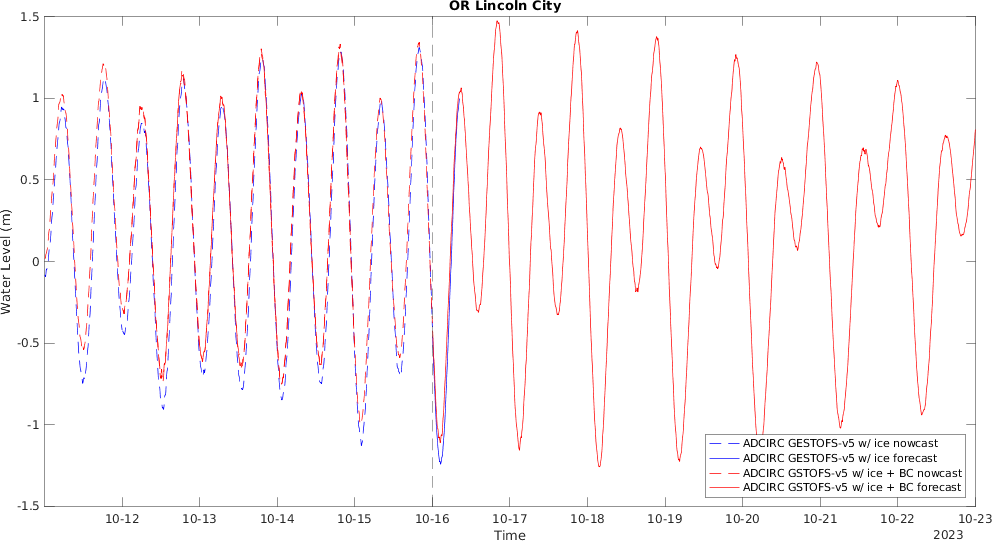 OR Lincoln City
1.5
1
0.5
0
-0.5
-1
-1.5
Water Level (m)
10-12
10-13
10-14
10-15
10-16
10-17
10-18
10-19
10-20
10-21
10-22
10-23
Time
2023
ADCIRC GESTOFS-v5 w/ ice nowcast
ADCIRC GESTOFS-v5 w/ ice forecast
ADCIRC GSTOFS-v5 w/ ice + BC nowcast
ADCIRC GSTOFS-v5 w/ ice + BC forecast